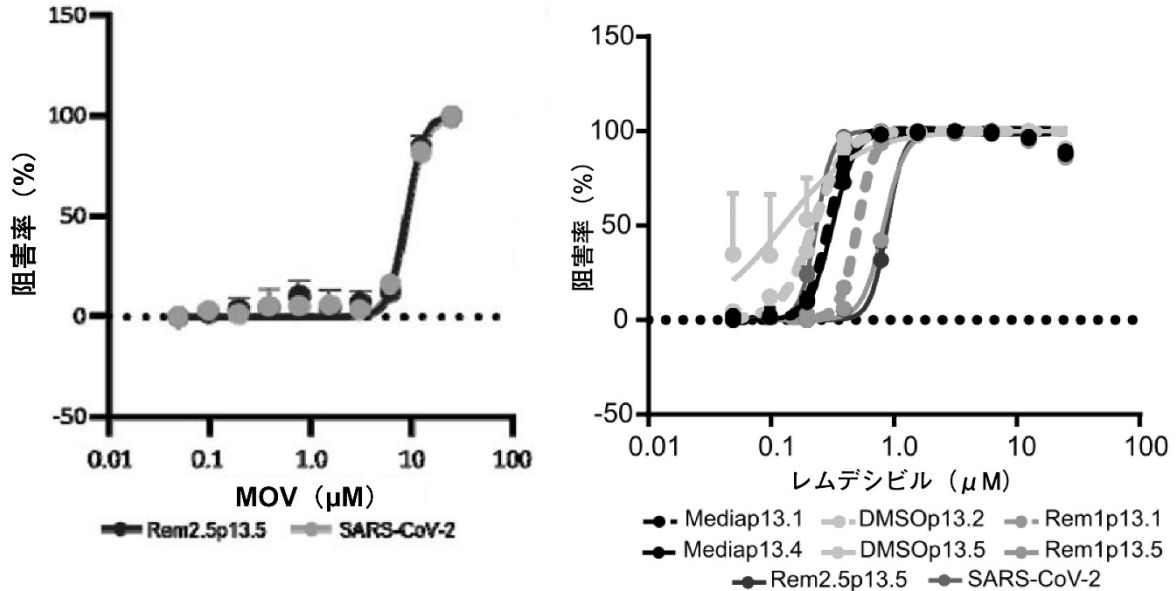 150
100
50
0
-50
阻害率（%）
0.01 0.1 1.0 10 100
MOV（μM）
Rem2.5p13.5 SARS-CoV-2
150
100
50
0
-50
阻害率（%）
0.01 0.1 1.0 10 100
レムデシビル（μM）
Mediap13.1 DMSOp13.2 Rem1p13.1
Mediap13.4 DMSOp13.5 Rem1p13.5
Rem2.5p13.5 SARS-CoV-2